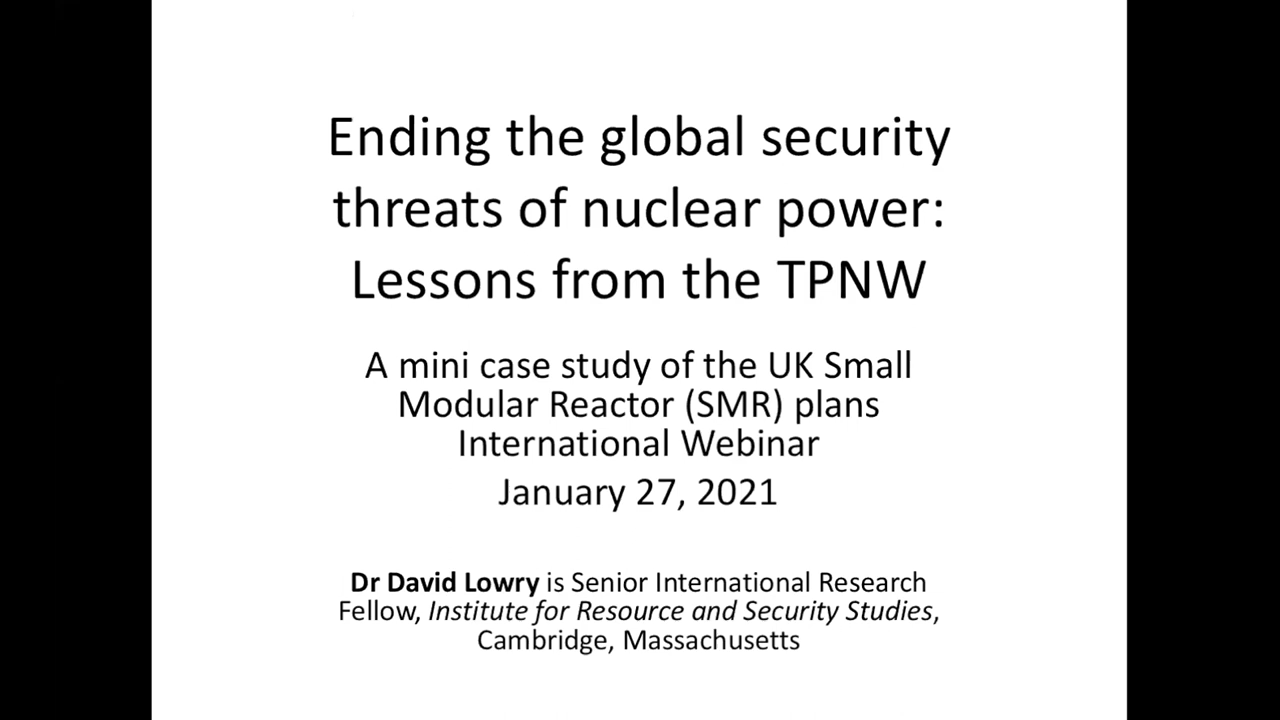 Ending the global security
threats of nuclear power:
Lessons from the TPNW
A mini case study of the UK Small
Modular Reactor (SMR) plans
International Webinar
January 27, 2021
Dr David Lowry is Senior International Research
Fellow, Institute for Resource and Security Studies,
Cambridge, Massachusetts